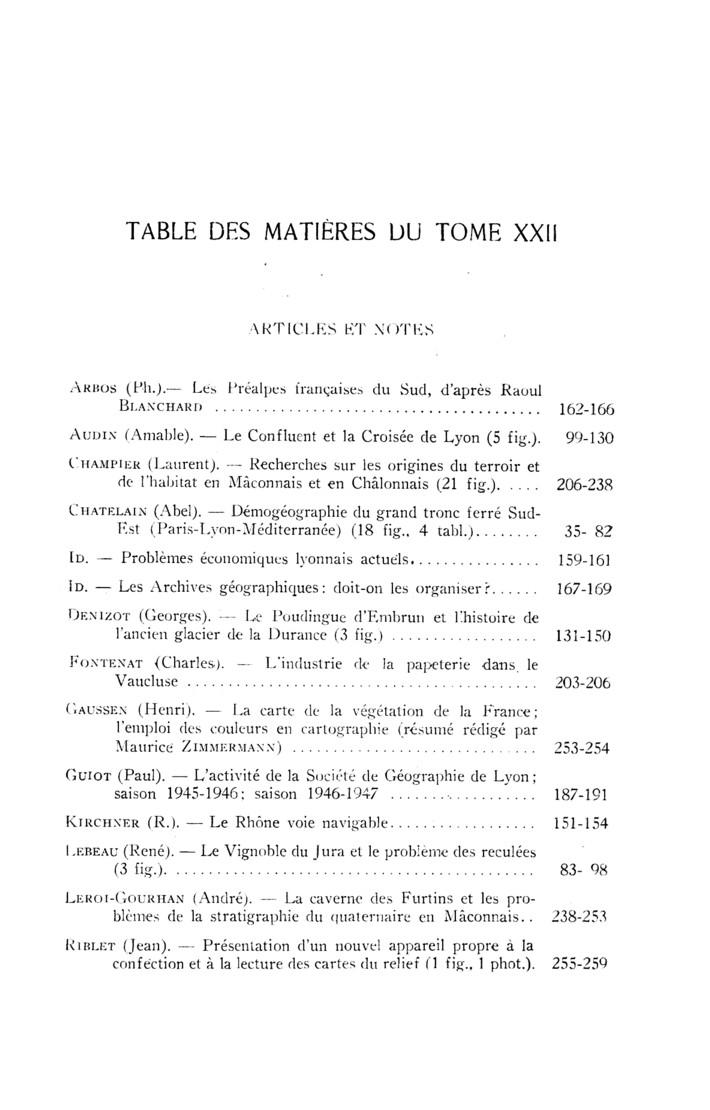 TABLE DES MATIÈRES DU TOME XXII
ARTICLES ET NOTES
ARBOS (Ph.).— Les Préalpes françaises du Sud, d'après Raoul
BLANCHARD ........................................ 162-166
AUDIN (Amable). — Le Confluent et la Croisée de Lyon (5 fig.). 99-130
CHAMPIER (Laurent). — Recherches sur les origines du terroir et
de l'habitat en Mâconnais et en Châlonnais (21 fig.). .... 206-238
CHATELAIN (Abel). — Démogéographie du grand tronc ferré Sud-
Est (Paris-Lyon-Méditerranée) (18 fig., 4 tabl.)........ 35- 82
ID. — Problèmes économiques lyonnais actuels................ 159-161
ID. — Les Archives géographiques: doit-on les organiser?...... 167-169
DENIZOT (Georges). — Le Poudingue d'Embrun et l'histoire de
l'ancien glacier de la Durance (3 fig.) .................. 131-150
FONTENAT (Charles). — L'industrie de la papeterie dans le
Vaucluse ........................................... 203-206
GAUSSEN (Henri). — La carte de la végétation de la France;
l'emploi des couleurs en cartographie (résumé rédigé par
Maurice ZIMMERMANN) .............................. 253-254
GUIOT (Paul). — L'activité de la Société de Géographie de Lyon;
saison 1945-1946; saison 1946-1947 .................. 187-191
KIRCHNER (R.). — Le Rhône voie navigable.................. 151-154
LEBEAU (René). — Le Vignoble du Jura et le problème des reculées
(3 fig.). ............................................ 83- 98
LEROI-GOURHAN (André). — La caverne des Furtins et les pro-
blèmes de la stratigraphie du quaternaire en Mâconnais.. 238-253
RIBLET (Jean). — Présentation d'un nouvel appareil propre à la
confection et à la lecture des cartes du relief (1 fig., 1 phot.). 255-259